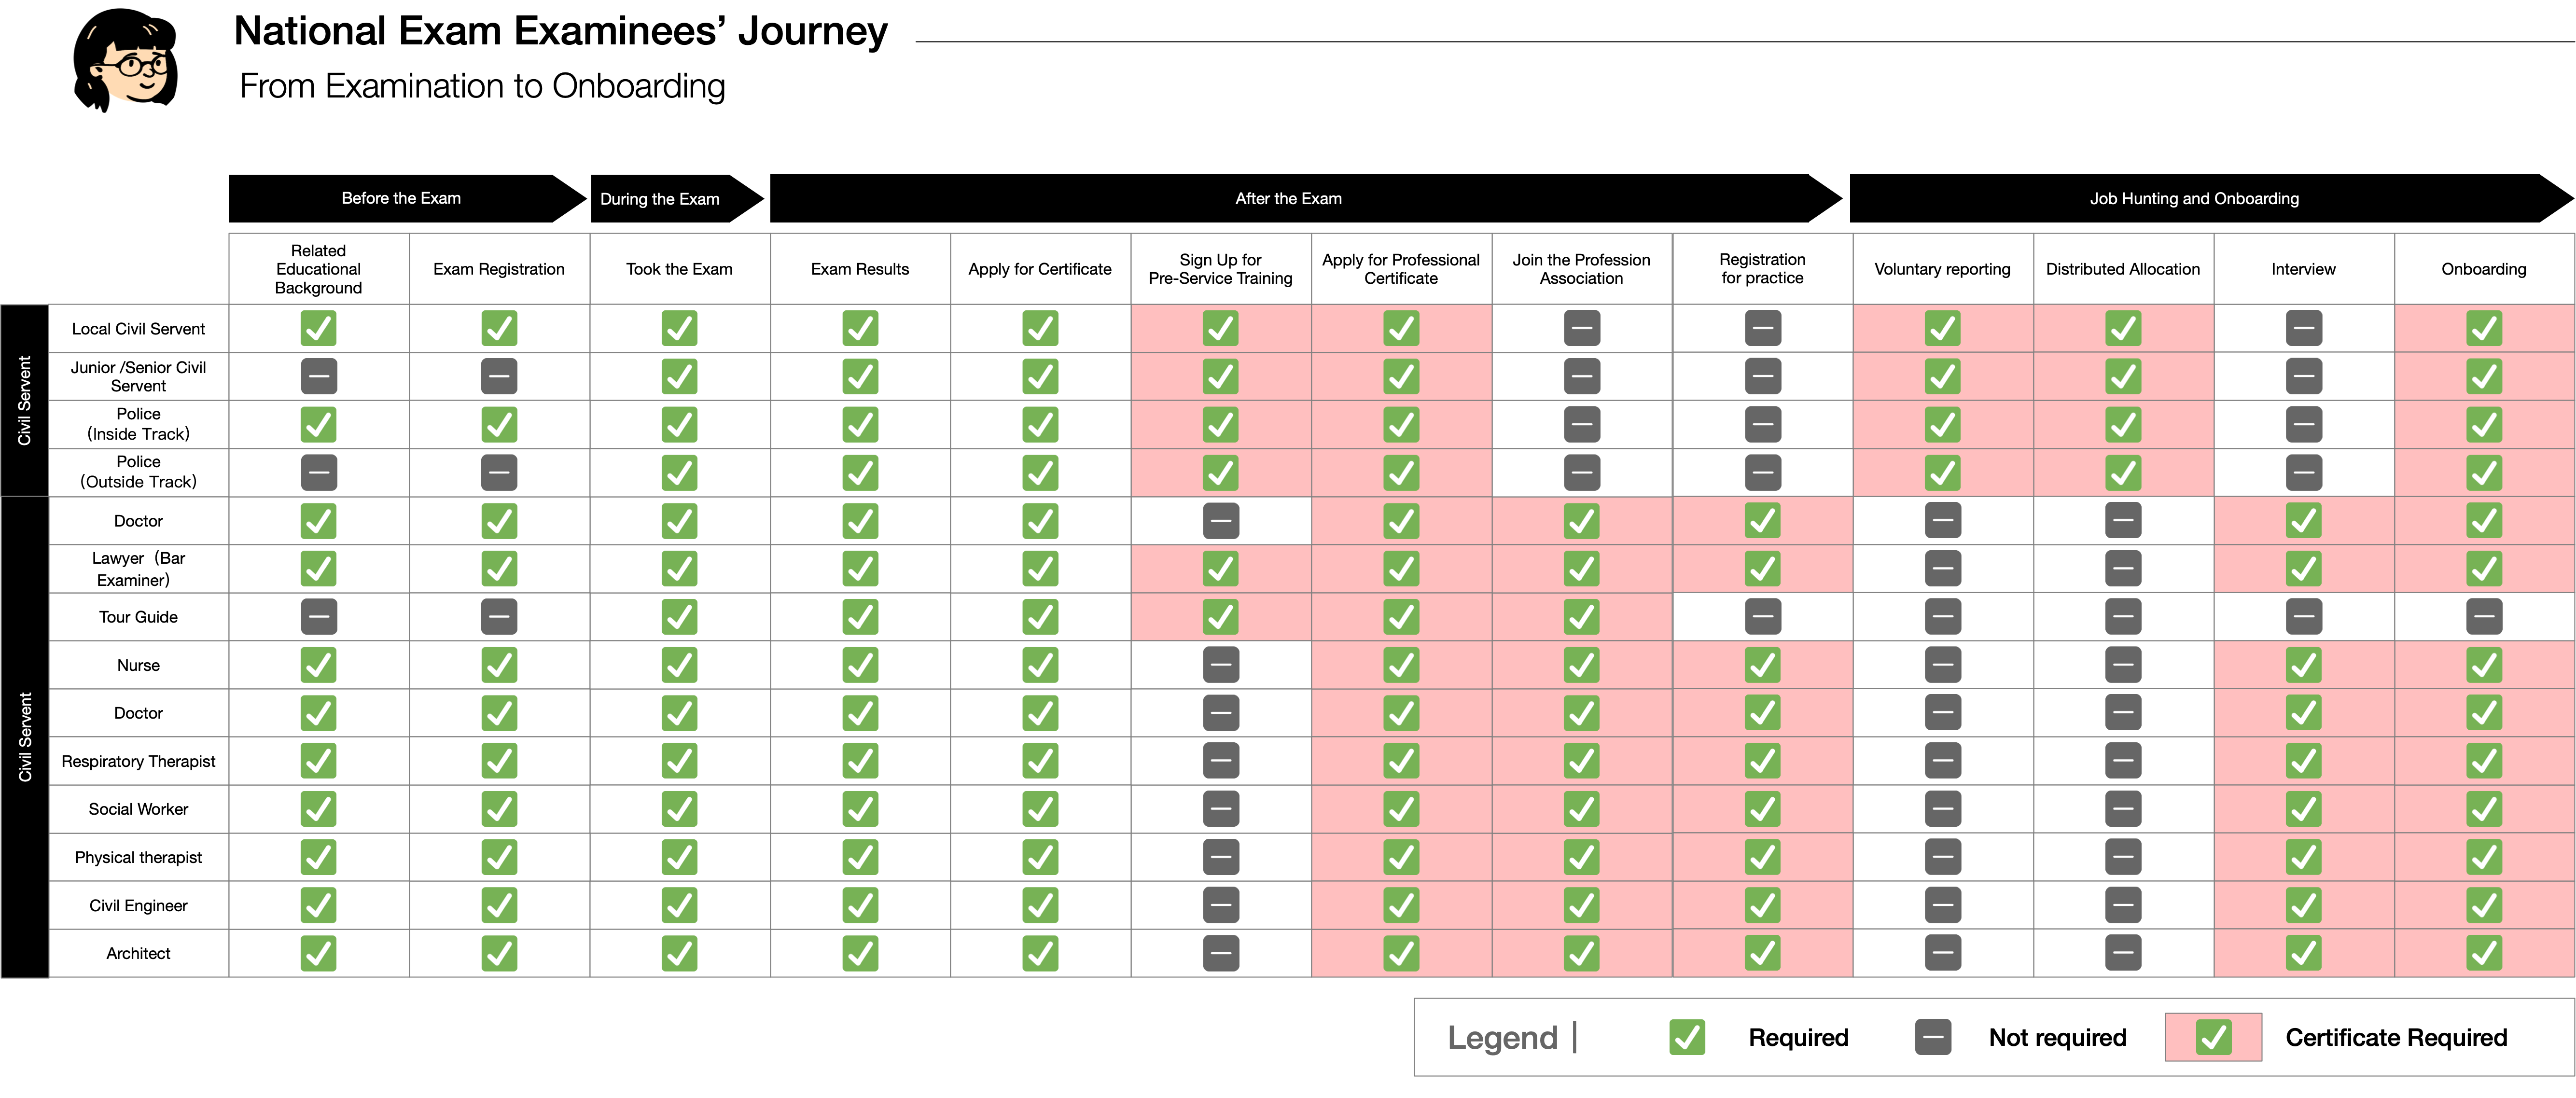 National Exam Examinees’ Journey
From Examination to Onboarding
Before the Exam
During the Exam
After the Exam
Job Hunting and Onboarding
Related
Educational
Background
Exam Registration
Took the Exam
Exam Results
Apply for Certificate
Sign Up for
Pre-Service Training
Apply for Professional
Certificate
Join the Profession
Association
Registration
for practice
Voluntary reporting
Distributed Allocation
Interview
Onboarding
Civil Servent
Local Civil Servent
Junior /Senior Civil
Servent
Police
（Inside Track）
Police
（Outside Track）
Civil Servent
Doctor
Lawyer（Bar
Examiner）
Tour Guide
Nurse
Doctor
Respiratory Therapist
Social Worker
Physical therapist
Civil Engineer
Architect
Legend |
Required
Not required
Certificate Required